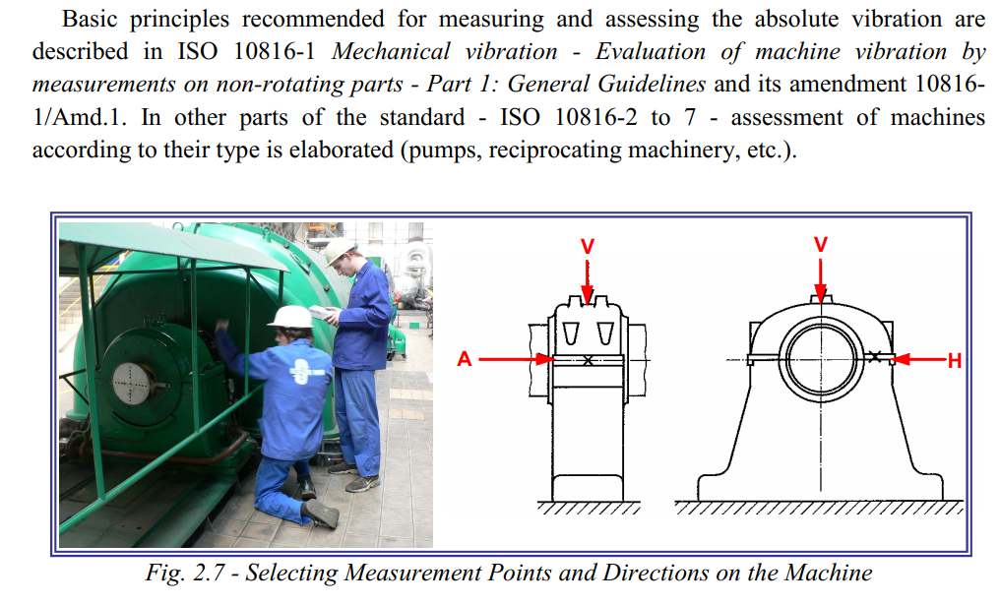 Basic principles recommended for measuring and assessing the absolute vibration are
described in ISO 10816-1 Mechanical vibration - Evaluation of machine vibration by
measurements on non-rotating parts - Part 1: General Guidelines and its amendment 10816-
1/Amd.1. In other parts of the standard - ISO 10816-2 to 7 - assessment of machines
according to their type is elaborated (pumps, reciprocating machinery, etc.).
V
V
A
H
Fig. 2.7 - Selecting Measurement Points and Directions on the Machine